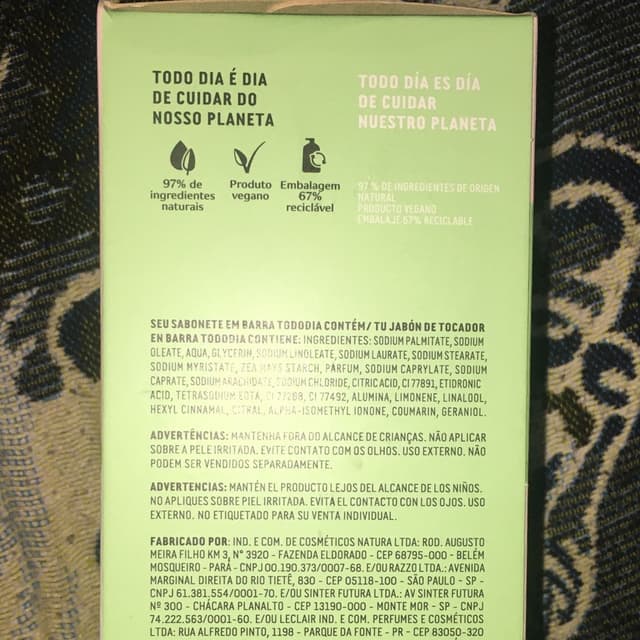 TODO DIA É DIA
DE CUIDAR DO
NOSSO PLANETA
97% de
ingredientes
naturais
Produto
vegano
Embalagem
67%
reciclável
TODO DÍA ES DÍA
DE CUIDAR
NUESTRO PLANETA
97 % DE INGREDIENTES DE ORIGEN
NATURAL
PRODUCTO VEGANO
EMBALAJE 67% RECICLABLE
SEU SABONETE EM BARRA TODODIA CONTÉM/ TU JABÓN DE TOCADOR
EN BARRA TODODIA CONTIENE: INGREDIENTES: SODIUM PALMITATE, SODIUM
OLEATE, AQUA, GLYCERIN, SODIUM LINOLEATE, SODIUM LAURATE, SODIUM STEARATE,
SODIUM MYRISTATE, ZEA MAYS STARCH, PARFUM, SODIUM CAPRYLATE, SODIUM
CAPRATE, SODIUM ARACHIDATE, SODIUM CHLORIDE, CITRIC ACID, CI 77891, ETIDRONIC
ACID, TETRASODIUM EDTA, CI 77288, CI 77492, ALUMINA, LIMONENE, LINALOOL,
HEXYL CINNAMAL, CITRAL, ALPHA-ISOMETHYL IONONE, COUMARIN, GERANIOL.
ADVERTÊNCIAS: MANTENHA FORA DO ALCANCE DE CRIANÇAS. NÃO APLICAR
SOBRE A PELE IRRITADA. EVITE CONTATO COM OS OLHOS. USO EXTERNO. NÃO
PODEM SER VENDIDOS SEPARADAMENTE.
ADVERTENCIAS: MANTÉN EL PRODUCTO LEJOS DEL ALCANCE DE LOS NIÑOS.
NO APLIQUES SOBRE PIEL IRRITADA. EVITA EL CONTACTO CON LOS OJOS. USO
EXTERNO. NO ETIQUETADO PARA SU VENTA INDIVIDUAL.
FABRICADO POR: IND. E COM. DE COSMÉTICOS NATURA LTDA: ROD. AUGUSTO
MEIRA FILHO KM 3, N° 3920 - FAZENDA ELDORADO - CEP 68795-000 - BELÉM
MOSQUEIRO - PARÁ - CNPJ 00.190.373/0007-68. E/OU RAZZO LTDA.: AVENIDA
MARGINAL DIREITA DO RIO TIETÊ, 830 - CEP 05118-100 - SÃO PAULO - SP -
CNPJ 61.381.554/0001-70. E/OU SINTER FUTURA LTDA.: AV SINTER FUTURA
Nº 300 - CHÁCARA PLANALTO - CEP 13190-000 - MONTE MOR - SP - CNPJ
74.222.563/0001-60. E/OU LECLAIR IND. E COM. PERFUMES E COSMÉTICOS
LTDA: RUA ALFREDO PINTO, 1198 - PARQUE DA FONTE - PR - CEP 83050-320